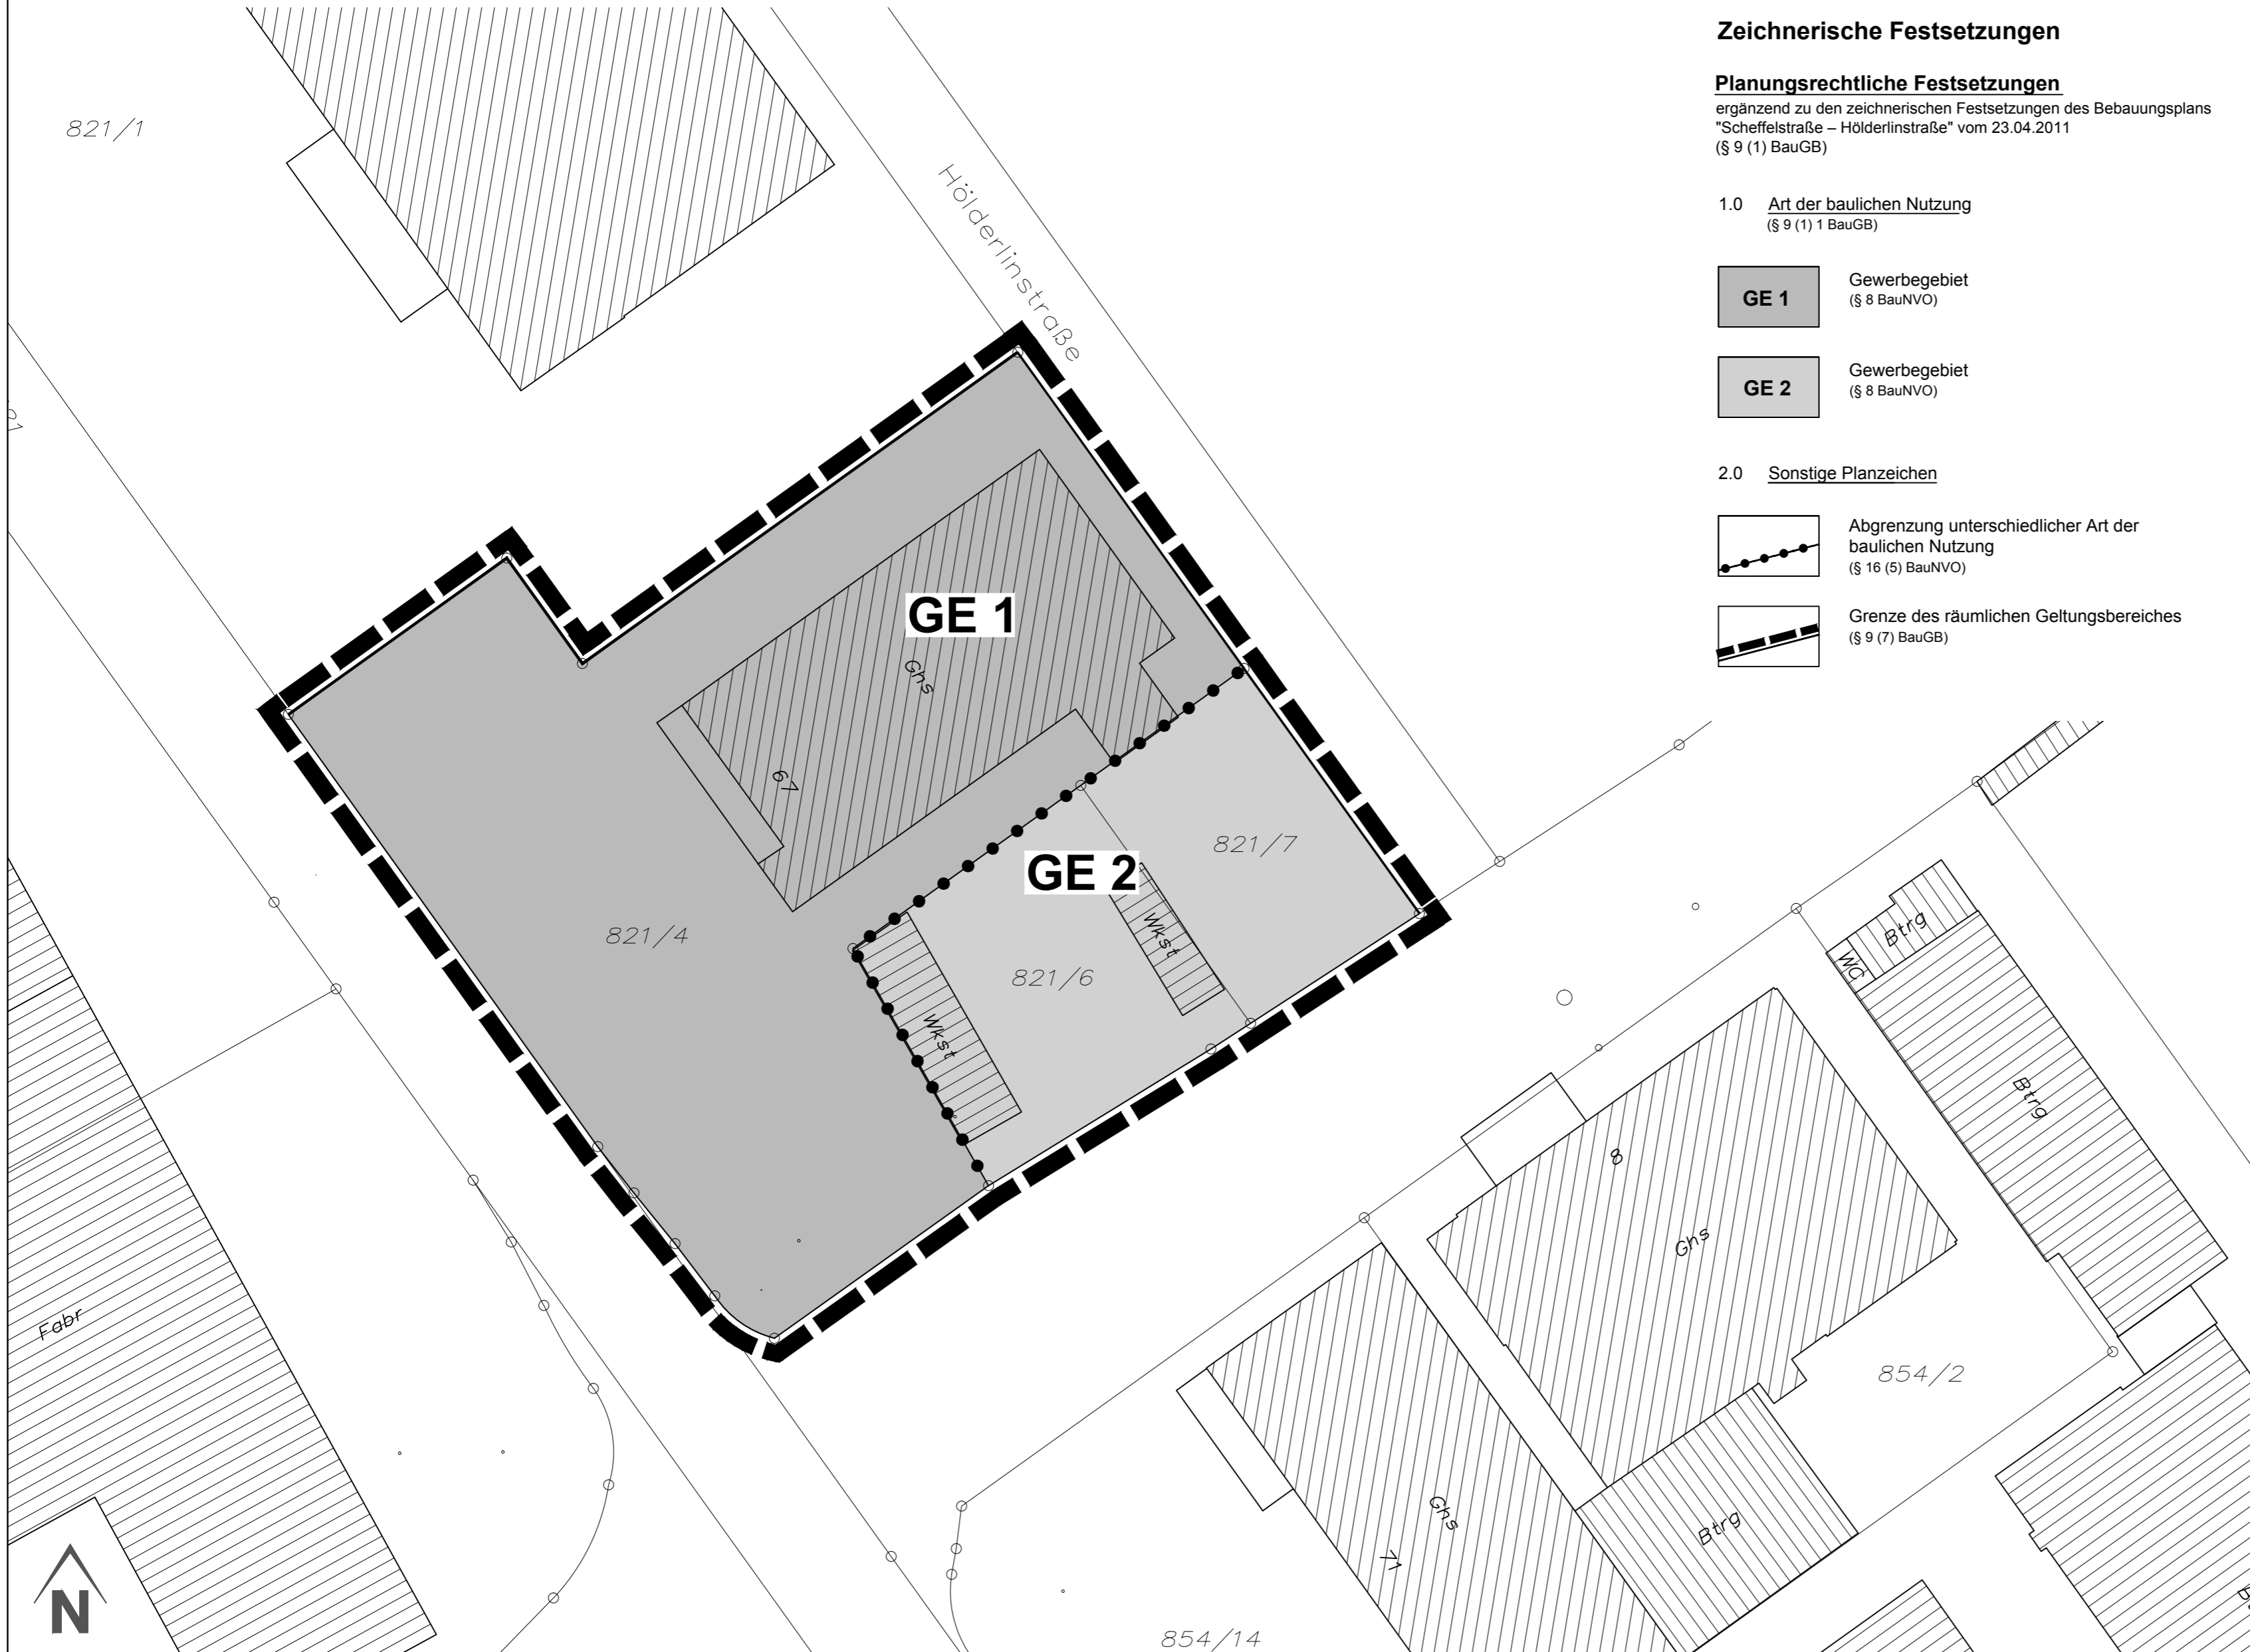 Zeichnerische Festsetzungen
Planungsrechtliche Festsetzungen
ergänzend zu den zeichnerischen Festsetzungen des Bebauungsplans
"Scheffelstraße – Hölderlinstraße" vom 23.04.2011
(§ 9 (1) BauGB)
1.0 Art der baulichen Nutzung
(§ 9 (1) 1 BauGB)
GE 1
Gewerbegebiet
(§ 8 BauNVO)
GE 2
Gewerbegebiet
(§ 8 BauNVO)
2.0 Sonstige Planzeichen
Abgrenzung unterschiedlicher Art der
baulichen Nutzung
(§ 16 (5) BauNVO)
Grenze des räumlichen Geltungsbereiches
(§ 9 (7) BauGB)
821/1
Hölderlinstraße
GE 1
Ghs
67
GE 2
821/7
821/4
821/6
Wkst
Wkst
Btrg
WC
Btrg
8
Ghs
Fabr
854/2
Ghs
71
Btrg
N
854/14